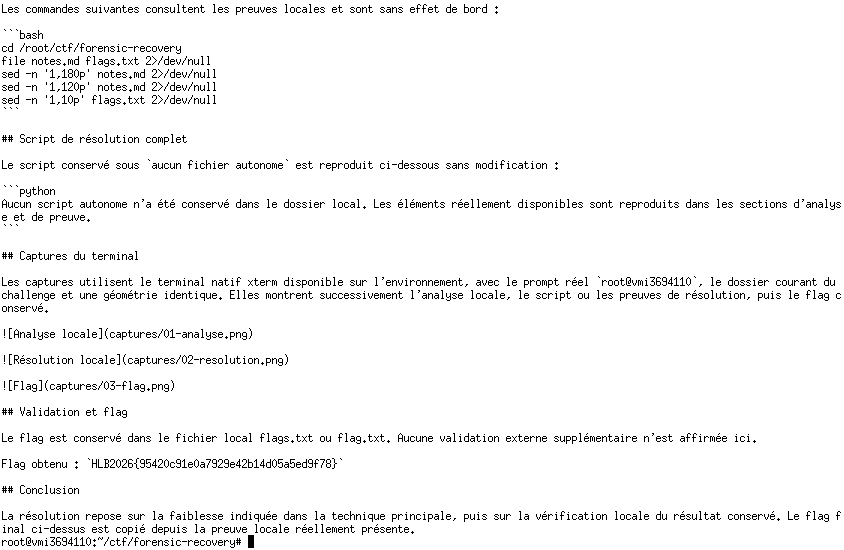 Les commandes suivantes consultent les preuves locales et sont sans effet de bord :
```bash
cd /root/ctf/forensic-recovery
file notes.md flags.txt 2>/dev/null
sed -n '1,180p' notes.md 2>/dev/null
sed -n '1,120p' notes.md 2>/dev/null
sed -n '1,10p' flags.txt 2>/dev/null
```
## Script de résolution complet
Le script conservé sous `aucun fichier autonome` est reproduit ci-dessous sans modification :
```python
Aucun script autonome n'a été conservé dans le dossier local. Les éléments réellement disponibles sont reproduits dans les sections d'analys
e et de preuve.
```
## Captures du terminal
Les captures utilisent le terminal natif xterm disponible sur l'environnement, avec le prompt réel `root@vmi3694110`, le dossier courant du
challenge et une géométrie identique. Elles montrent successivement l'analyse locale, le script ou les preuves de résolution, puis le flag c
onservé.
![Analyse locale](captures/01-analyse.png)
![Résolution locale](captures/02-resolution.png)
![Flag](captures/03-flag.png)
## Validation et flag
Le flag est conservé dans le fichier local flags.txt ou flag.txt. Aucune validation externe supplémentaire n'est affirmée ici.
Flag obtenu : `HLB2026{95420c91e0a7929e42b14d05a5ed9f78}`
## Conclusion
La résolution repose sur la faiblesse indiquée dans la technique principale, puis sur la vérification locale du résultat conservé. Le flag f
inal ci-dessus est copié depuis la preuve locale réellement présente.
root@vmi3694110:~/ctf/forensic-recovery#